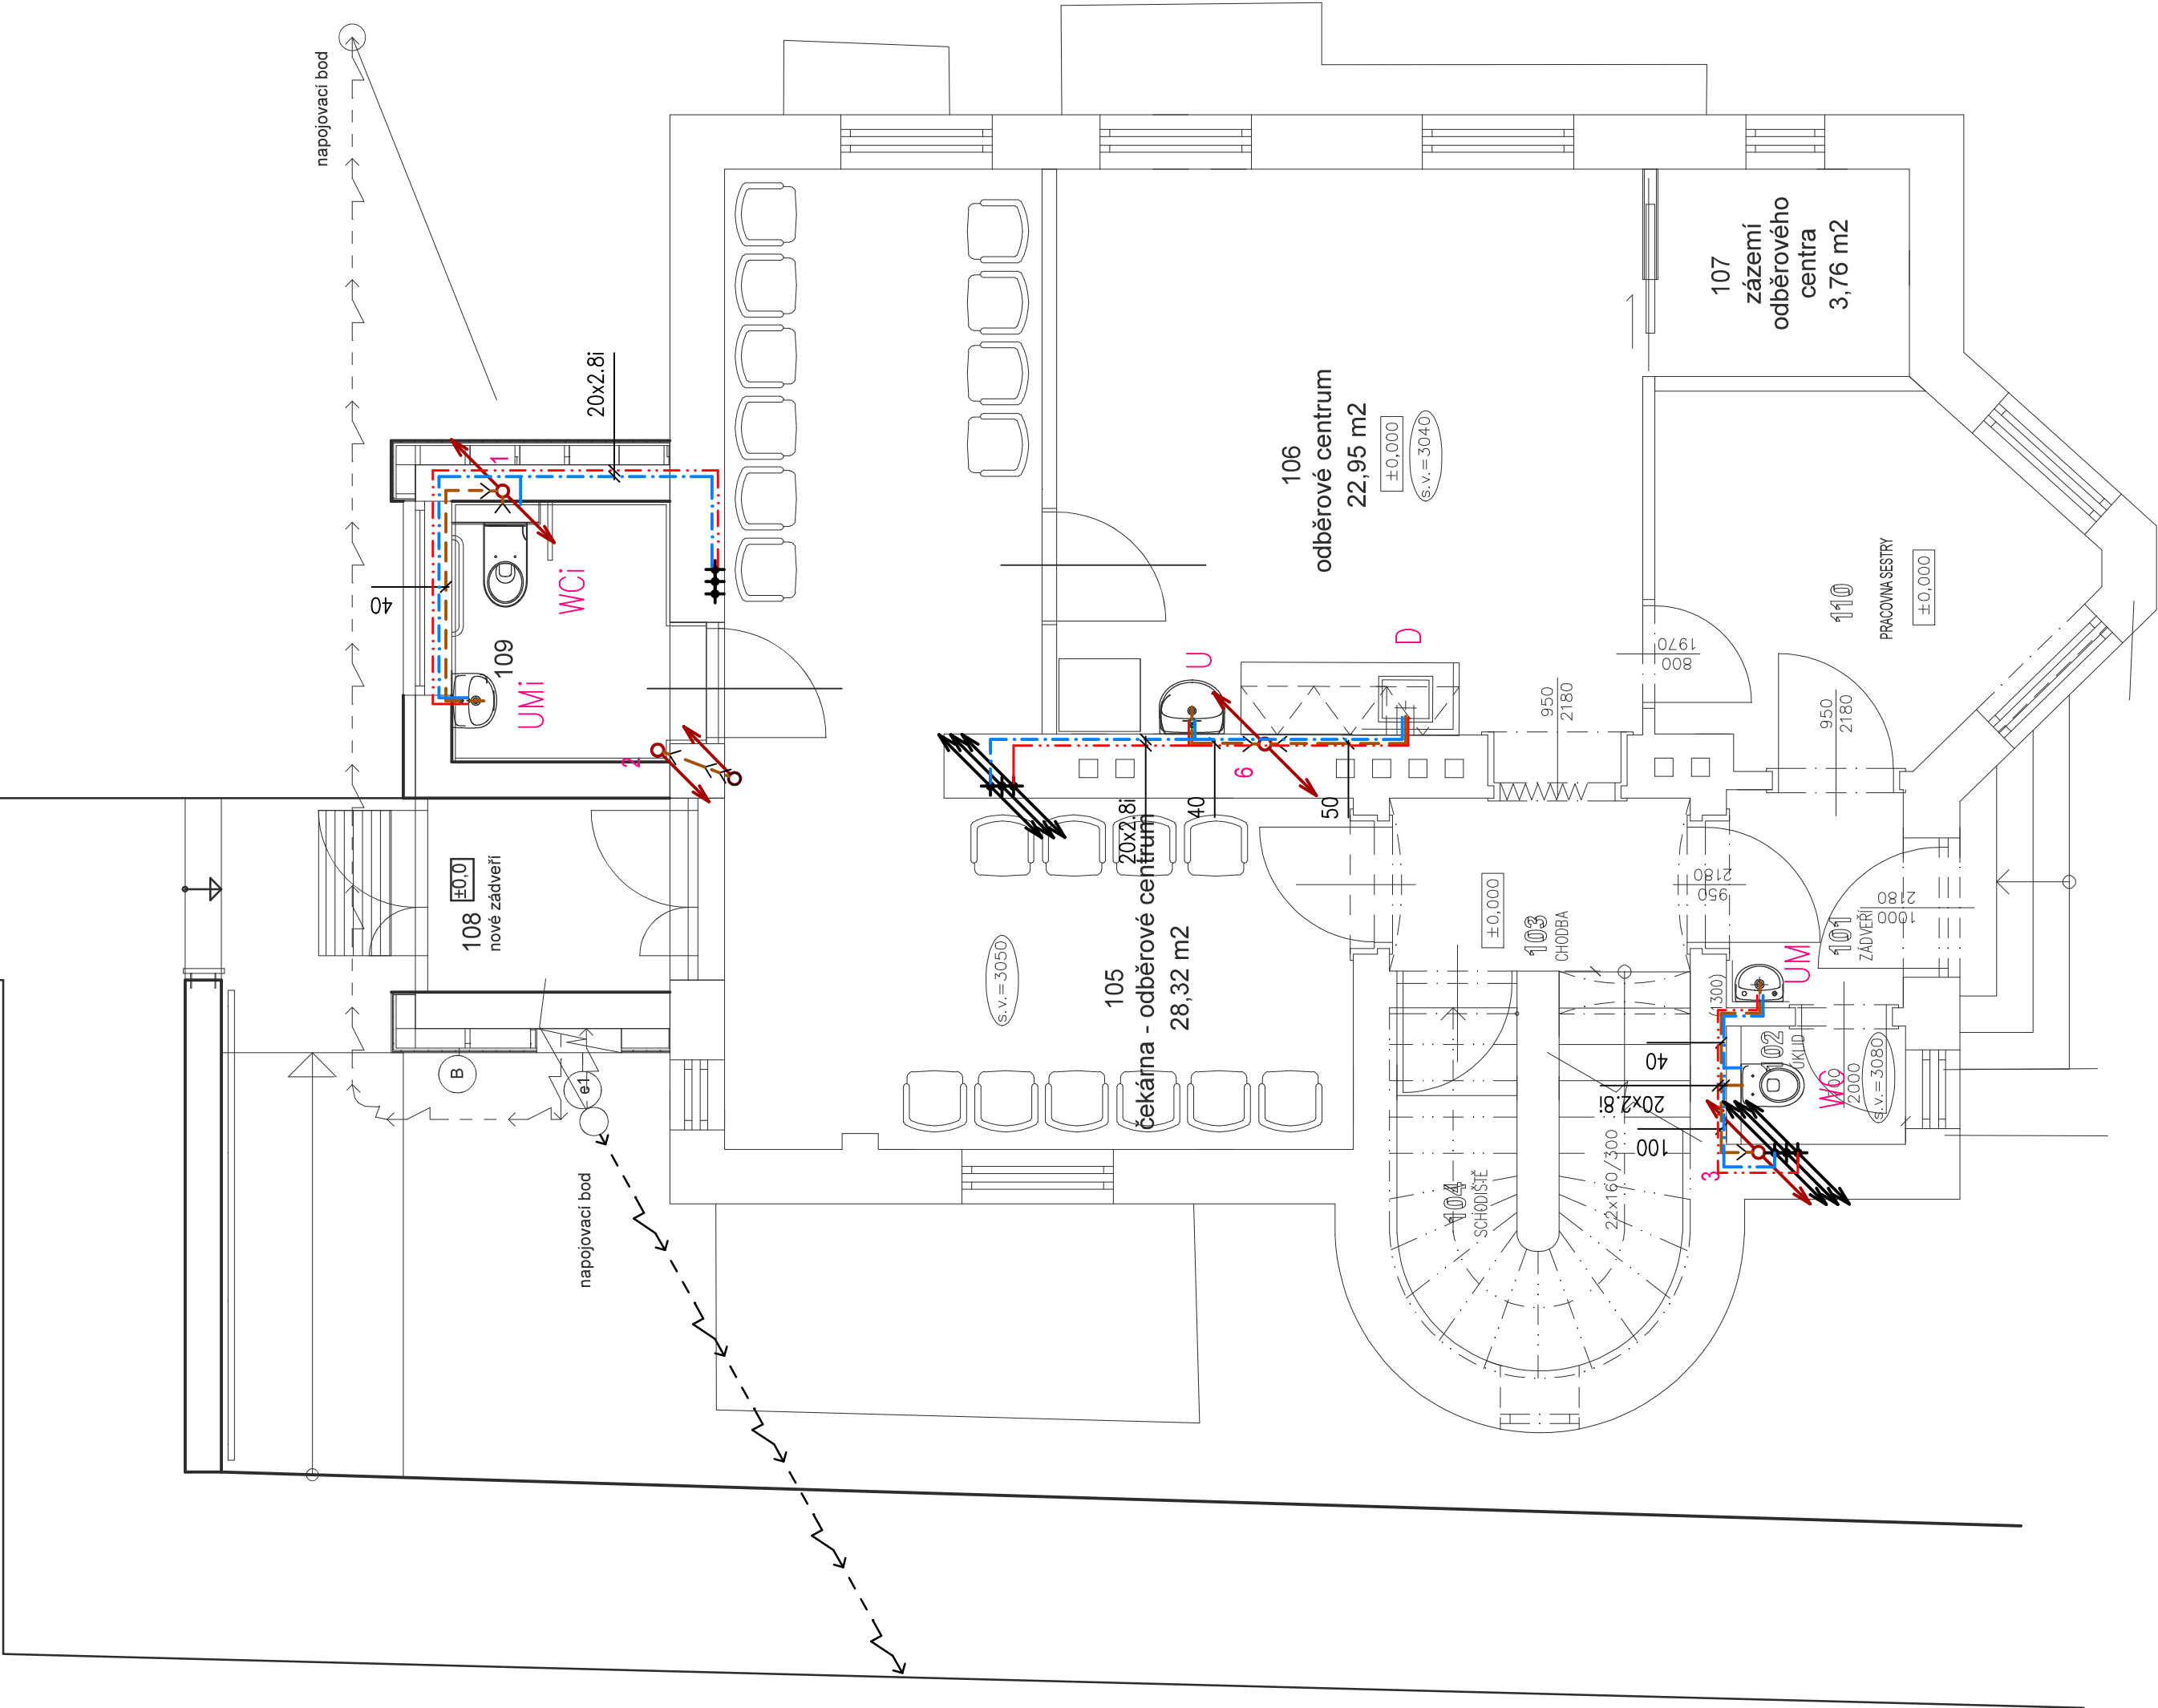 napojovací bod
20x2.8i
1
40
WCi
109
UMi
2
108
±0,0
nové zádveří
B
e1
napojovací bod
105
čekárna - odběrové centrum
28,32 m2
s.v.=3050
20x2.8i
40
50
6
U
D
106
odběrové centrum
22,95 m2
±0,000
s.v.=3040
107
zázemí
odběrového
centra
3,76 m2
110
PRACOVNA SESTRY
±0,000
800
1970
950
2180
950
2180
±0,000
103
CHODBA
950
2180
101
ZÁDVEŘÍ
1000
2180
UM
102
ÚKLID
WC
2000
s.v.=3080
40
20x2.8i
100
3
104
SCHODIŠTĚ
22x160/300